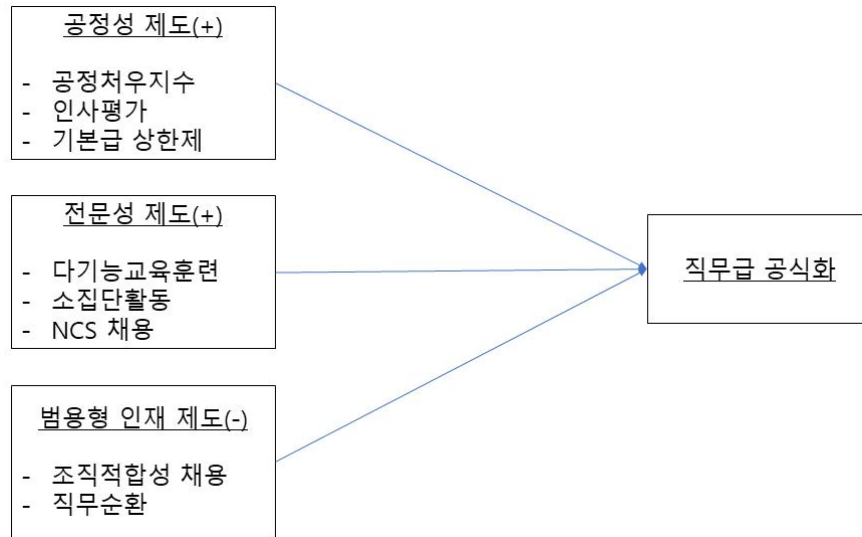 공정성 제도(+)
- 공정처우지수
- 인사평가
- 기본급 상한제
전문성 제도(+)
- 다기능교육훈련
- 소집단활동
- NCS 채용
범용형 인재 제도(-)
- 조직적합성 채용
- 직무순환
직무급 공식화